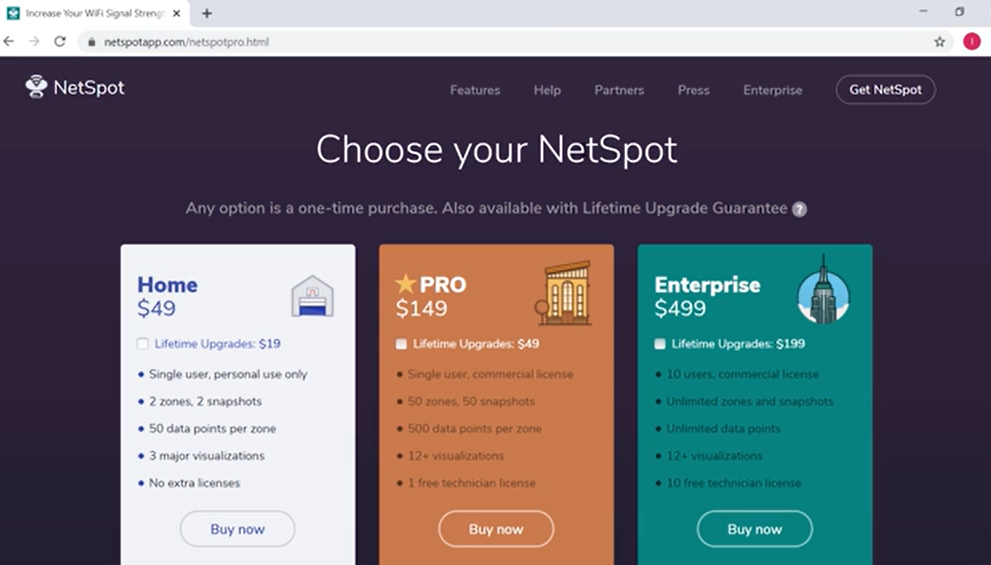 Increase Your WiFi Signal Streng
netspotapp.com/netspotpro.html
NetSpot
Features
Help
Partners
Press
Enterprise
Get NetSpot
Choose your NetSpot
Any option is a one-time purchase. Also available with Lifetime Upgrade Guarantee ?
Home
$49
Lifetime Upgrades: $19
• Single user, personal use only
• 2 zones, 2 snapshots
• 50 data points per zone
• 3 major visualizations
• No extra licenses
Buy now
PRO
$149
Lifetime Upgrades: $49
• Single user, commercial license
• 50 zones, 50 snapshots
• 500 data points per zone
• 12+ visualizations
• 1 free technician license
Buy now
Enterprise
$499
Lifetime Upgrades: $199
• 10 users, commercial license
• Unlimited zones and snapshots
• Unlimited data points
• 12+ visualizations
• 10 free technician license
Buy now